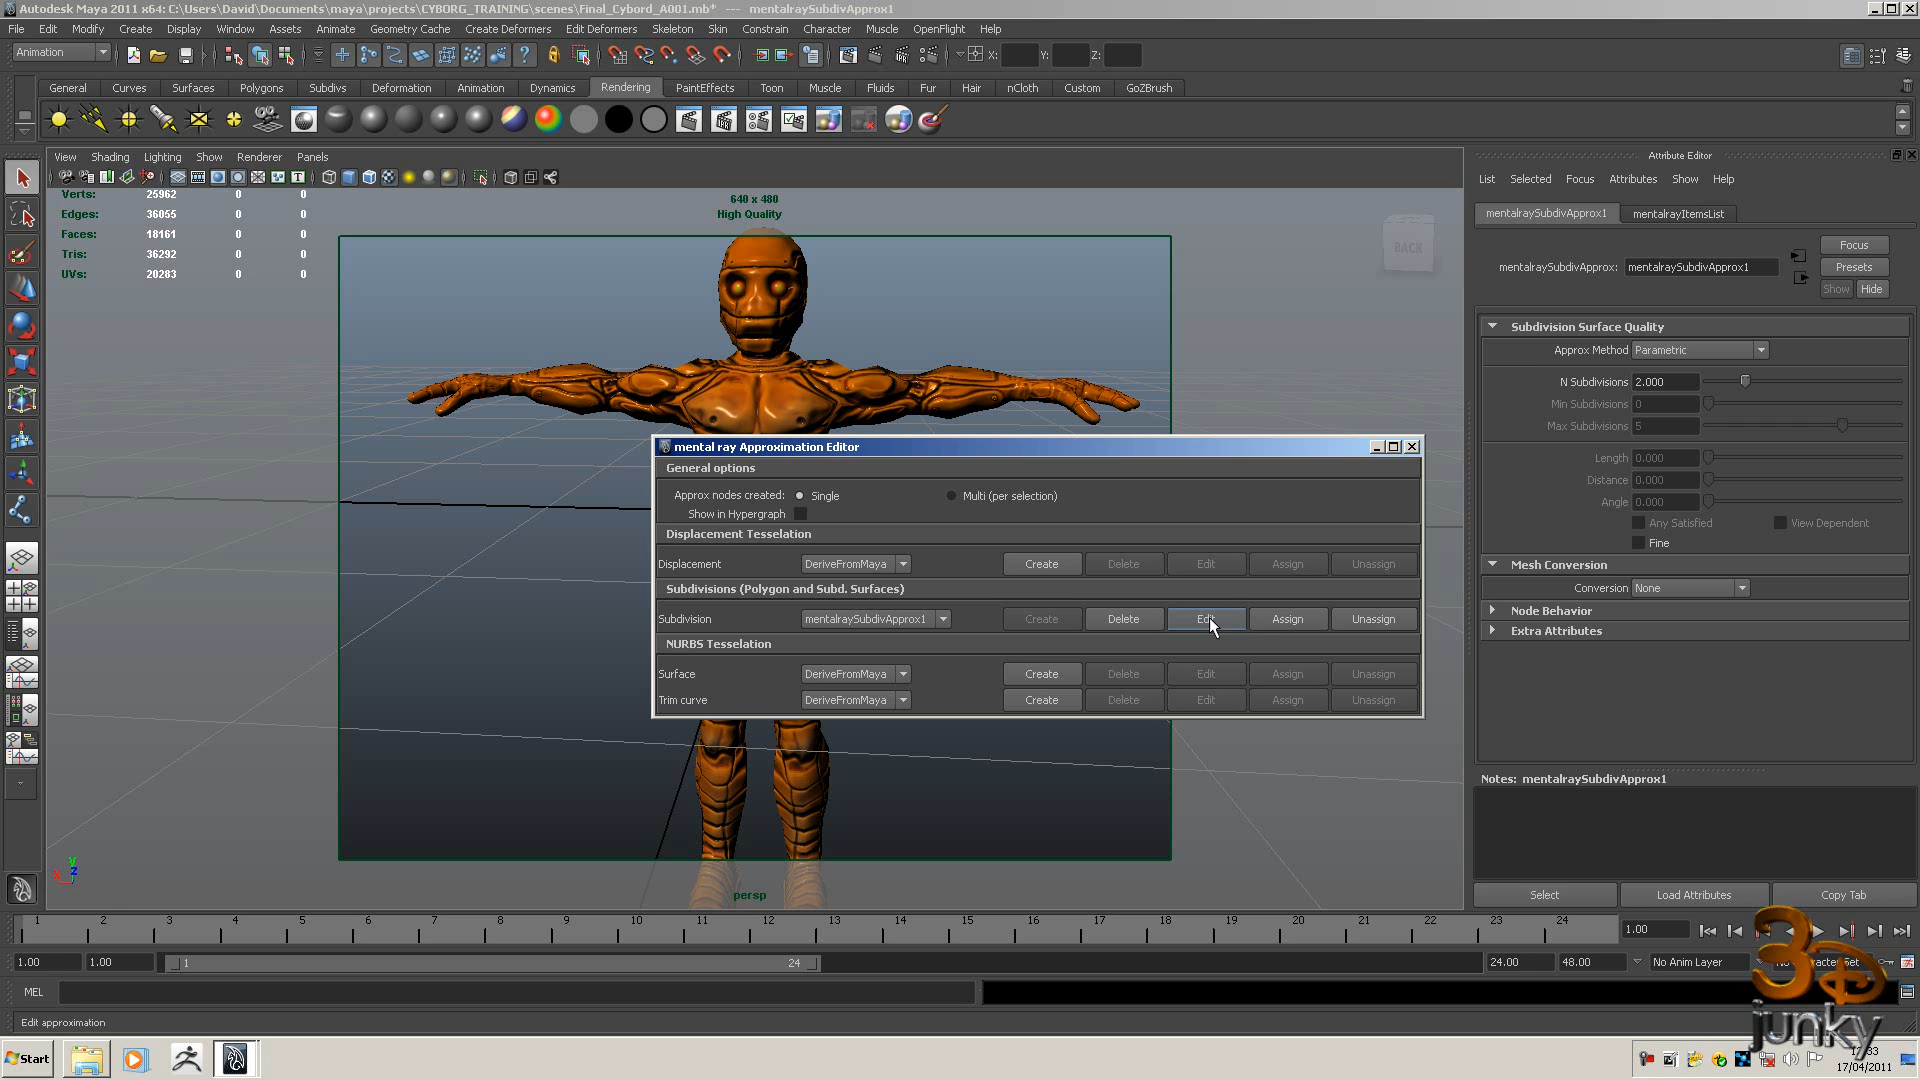 Autodesk Maya 2011 x64: C:\Users\David\Documents\maya\projects\CYBORG_TRAINING\scenes\Final_Cybord_A001.mb* --- mentalraySubdivApprox1
File Edit Modify Create Display Window Assets Animate Geometry Cache Create Deformers Edit Deformers Skeleton Skin Constrain Character Muscle OpenFlight Help
Animation X: Y: Z:
General Curves Surfaces Polygons Subdivs Deformation Animation Dynamics Rendering PaintEffects Toon Muscle Fluids Fur Hair nCloth Custom GoZBrush
View Shading Lighting Show Renderer Panels
Verts: 25962 0 0
Edges: 36055 0 0
Faces: 18161 0 0
Tris: 36292 0 0
UVs: 20283 0 0
640 x 480
High Quality
BACK
persp
mental ray Approximation Editor
General options
Approx nodes created: Single Multi (per selection)
Show in Hypergraph
Displacement Tesselation
Displacement DeriveFromMaya Create Delete Edit Assign Unassign
Subdivisions (Polygon and Subd. Surfaces)
Subdivision mentalraySubdivApprox1 Create Delete Edit Assign Unassign
NURBS Tesselation
Surface DeriveFromMaya Create Delete Edit Assign Unassign
Trim curve DeriveFromMaya Create Delete Edit Assign Unassign
Attribute Editor
List Selected Focus Attributes Show Help
mentalraySubdivApprox1 mentalrayItemsList
Focus
mentalraySubdivApprox: mentalraySubdivApprox1 Presets
Show Hide
Subdivision Surface Quality
Approx Method Parametric
N Subdivisions 2.000
Min Subdivisions 0
Max Subdivisions 5
Length 0.000
Distance 0.000
Angle 0.000
Any Satisfied View Dependent
Fine
Mesh Conversion
Conversion None
Node Behavior
Extra Attributes
Notes: mentalraySubdivApprox1
Select Load Attributes Copy Tab
1 2 3 4 5 6 7 8 9 10 11 12 13 14 15 16 17 18 19 20 21 22 23 24 1.00
1.00 1.00 1 24 24.00 48.00 No Anim Layer
MEL
Edit approximation
3D
junky
Start
17/04/2011